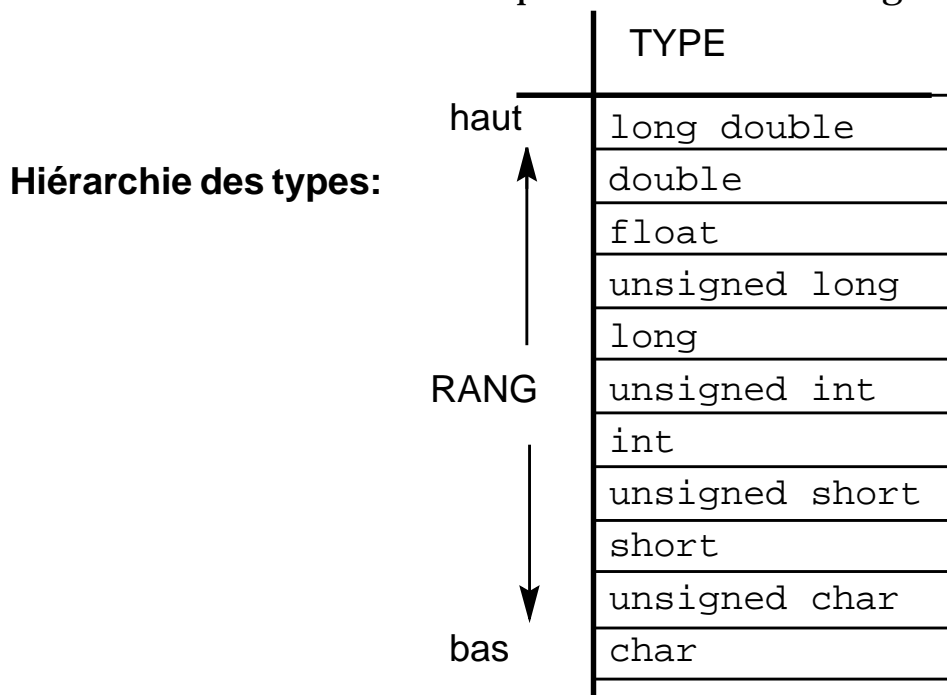 TYPE
haut
long double
Hiérarchie des types:
double
float
unsigned long
long
RANG
unsigned int
int
unsigned short
short
unsigned char
bas
char